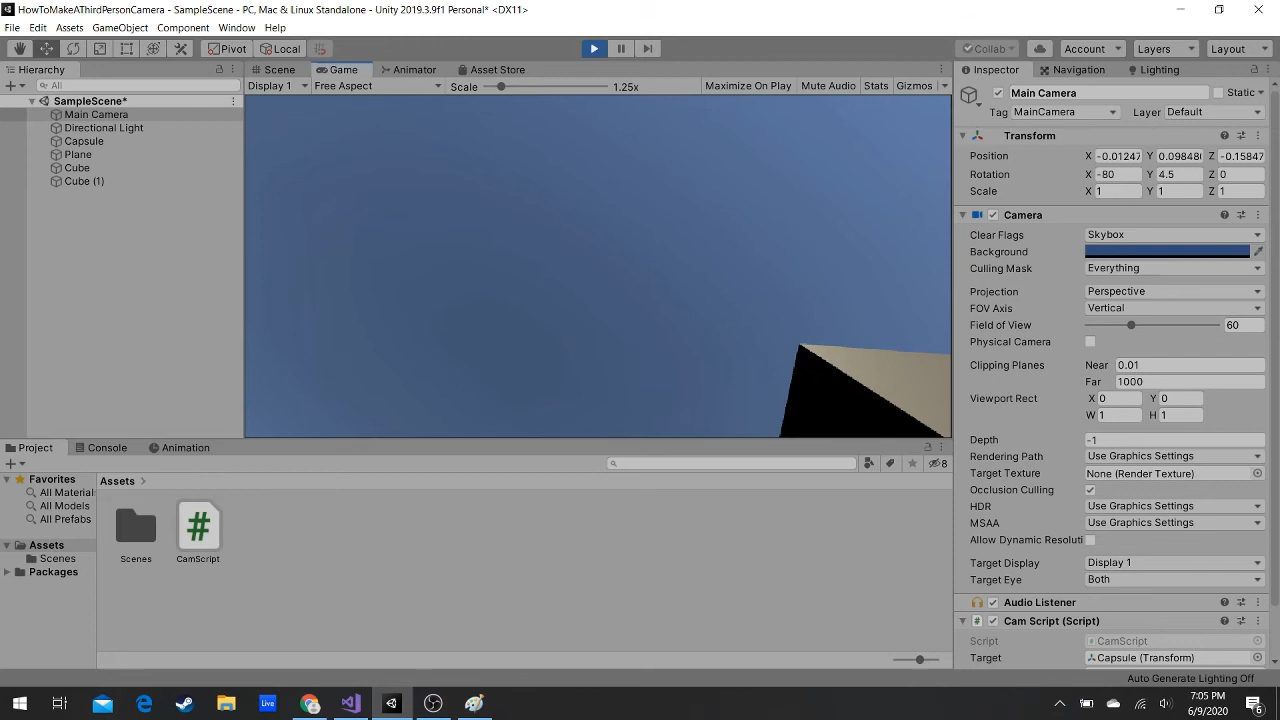 HowToMakeAThirdPersonCamera - SampleScene - PC, Mac & Linux Standalone - Unity 2019.3.9f1 Personal* <DX11>
File Edit Assets GameObject Component Window Help
Pivot Local Collab Account Layers Layout
Hierarchy
All
SampleScene*
Main Camera
Directional Light
Capsule
Plane
Cube
Cube (1)
Scene Game Animator Asset Store
Display 1 Free Aspect Scale 1.25x Maximize On Play Mute Audio Stats Gizmos
Inspector Navigation Lighting
Main Camera Static
Tag MainCamera Layer Default
Transform
Position X -0.01247 Y 0.09848 Z -0.15847
Rotation X -80 Y 4.5 Z 0
Scale X 1 Y 1 Z 1
Camera
Clear Flags Skybox
Background
Culling Mask Everything
Projection Perspective
FOV Axis Vertical
Field of View 60
Physical Camera
Clipping Planes Near 0.01
Far 1000
Viewport Rect X 0 Y 0
W 1 H 1
Depth -1
Rendering Path Use Graphics Settings
Target Texture None (Render Texture)
Occlusion Culling
HDR Use Graphics Settings
MSAA Use Graphics Settings
Allow Dynamic Resoluti
Target Display Display 1
Target Eye Both
Audio Listener
Cam Script (Script)
Script CamScript
Target Capsule (Transform)
Auto Generate Lighting Off
Project Console Animation
8
Favorites
All Material
All Models
All Prefabs
Assets
Scenes
Packages
Assets
Scenes CamScript
Live
7:05 PM
6/9/2020
6